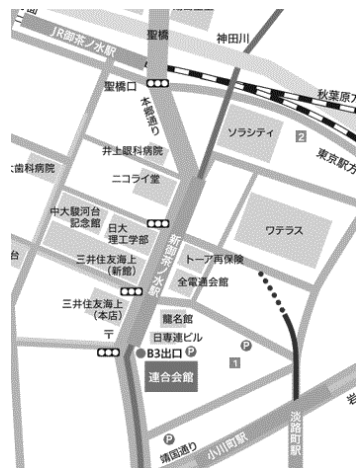 JR御茶ノ水駅
聖橋
神田川
聖橋口
本郷通り
秋葉原方
ソラシティ
2
東京駅方
井上眼科病院
大歯科病院
ニコライ堂
中大駿河台
記念館
日大
理工学部
新御茶ノ水駅
ワテラス
三井住友海上
(新館)
トーア再保険
全電通会館
三井住友海上
(本店)
龍名館
〒
日専連ビル
B3出口
P
1
連合会館
淡路町駅
P
靖国通り
小川町駅